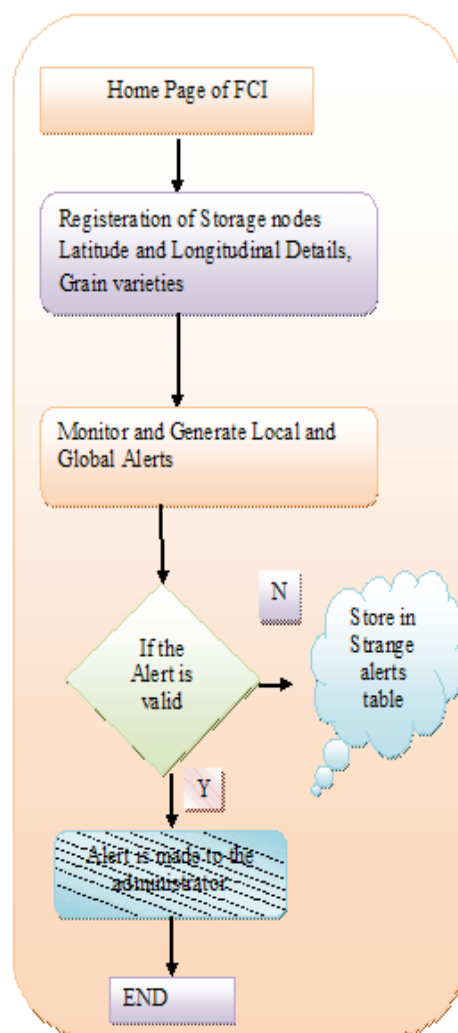 Home Page of FCI
Registeration of Storage nodes
Latitude and Longitudinal Details,
Grain varieties
Monitor and Generate Local and
Global Alerts
N
If the
Alert is
valid
Store in
Strange
alerts
table
Y
Alert is made to the
administrator.
END